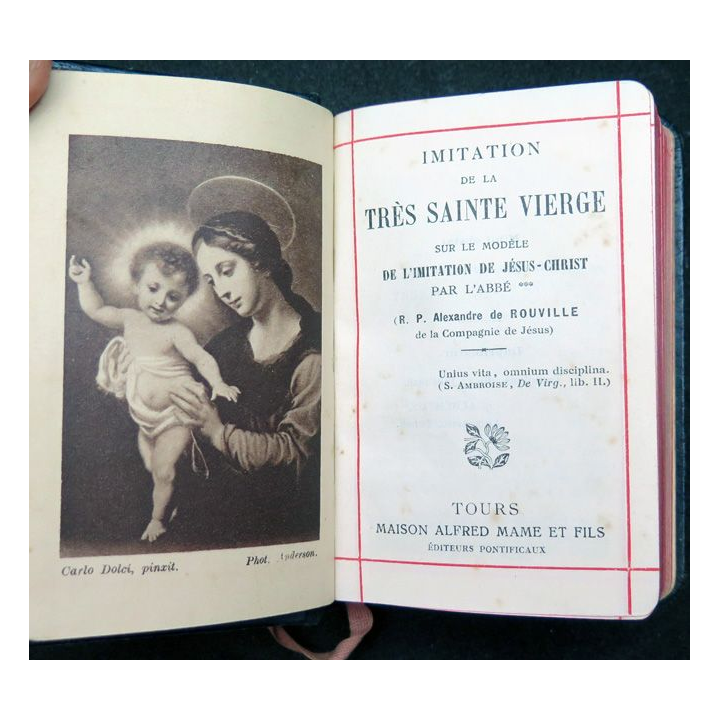 Carlo Dolci, pinxit.
Phot. Anderson.
IMITATION
DE LA
TRÈS SAINTE VIERGE
SUR LE MODÈLE
DE L'IMITATION DE JÉSUS-CHRIST
PAR L'ABBÉ ***
(R. P. Alexandre de ROUVILLE
de la Compagnie de Jésus)
Unius vita, omnium disciplina.
(S. AMBROISE, De Virg., lib. II.)
TOURS
MAISON ALFRED MAME ET FILS
ÉDITEURS PONTIFICAUX